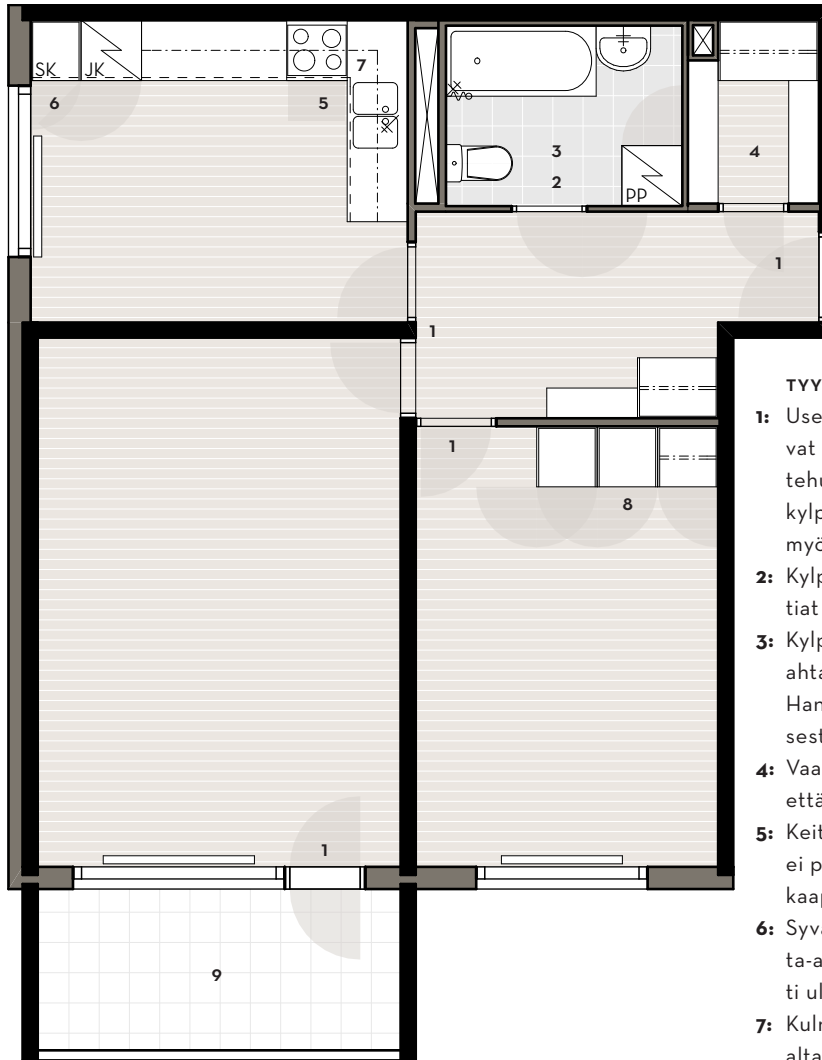 SK
JK
7
6
5
3
4
2
PP
1
1
1
8
1
9
TYY
1: Use
vat
tehu
kylp
myö
2: Kylp
tiat
3: Kylp
ahta
Han
sest
4: Vaa
että
5: Keit
ei p
kaap
6: Syvä
ta-a
ti ul
7: Kulm
alta